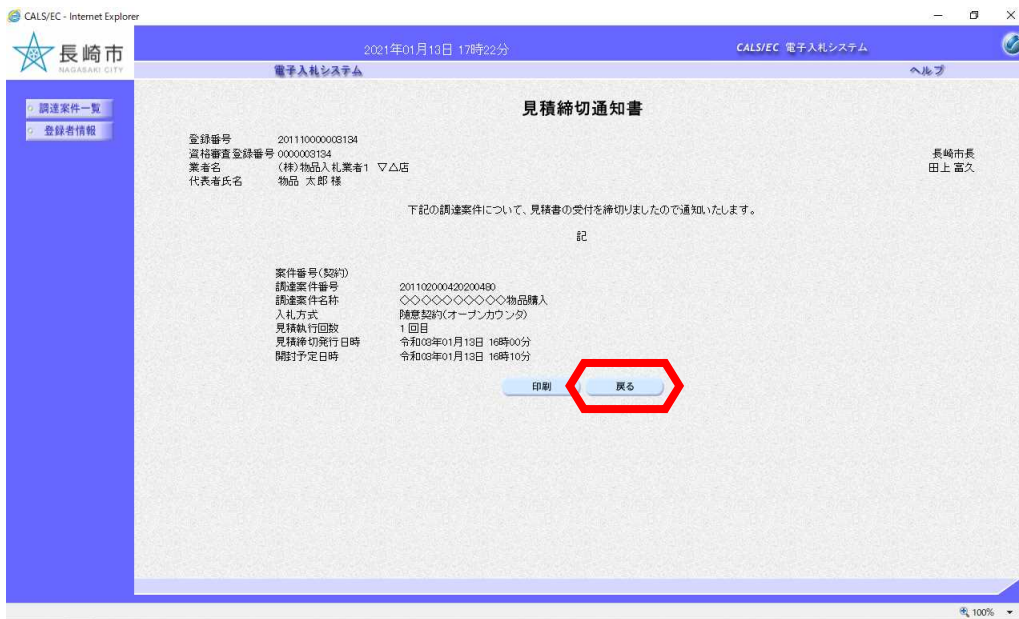 CALS/EC - Internet Explorer
長崎市
NAGASAKI CITY
2021年01月13日 17時22分
CALS/EC 電子入札システム
電子入札システム
ヘルプ
調達案件一覧
登録者情報
見積締切通知書
登録番号 201110000003134
資格審査登録番号 0000003134
業者名 (株)物品入札業者1 ▽△店
代表者氏名 物品 太郎 様
長崎市長
田上 富久
下記の調達案件について、見積書の受付を締切りましたので通知いたします。
記
案件番号(契約)
調達案件番号 201102000420200480
調達案件名称 ◇◇◇◇◇◇◇◇◇◇物品購入
入札方式 随意契約(オープンカウンタ)
見積執行回数 1 回目
見積締切発行日時 令和03年01月13日 16時00分
開封予定日時 令和03年01月13日 16時10分
印刷
戻る
100%